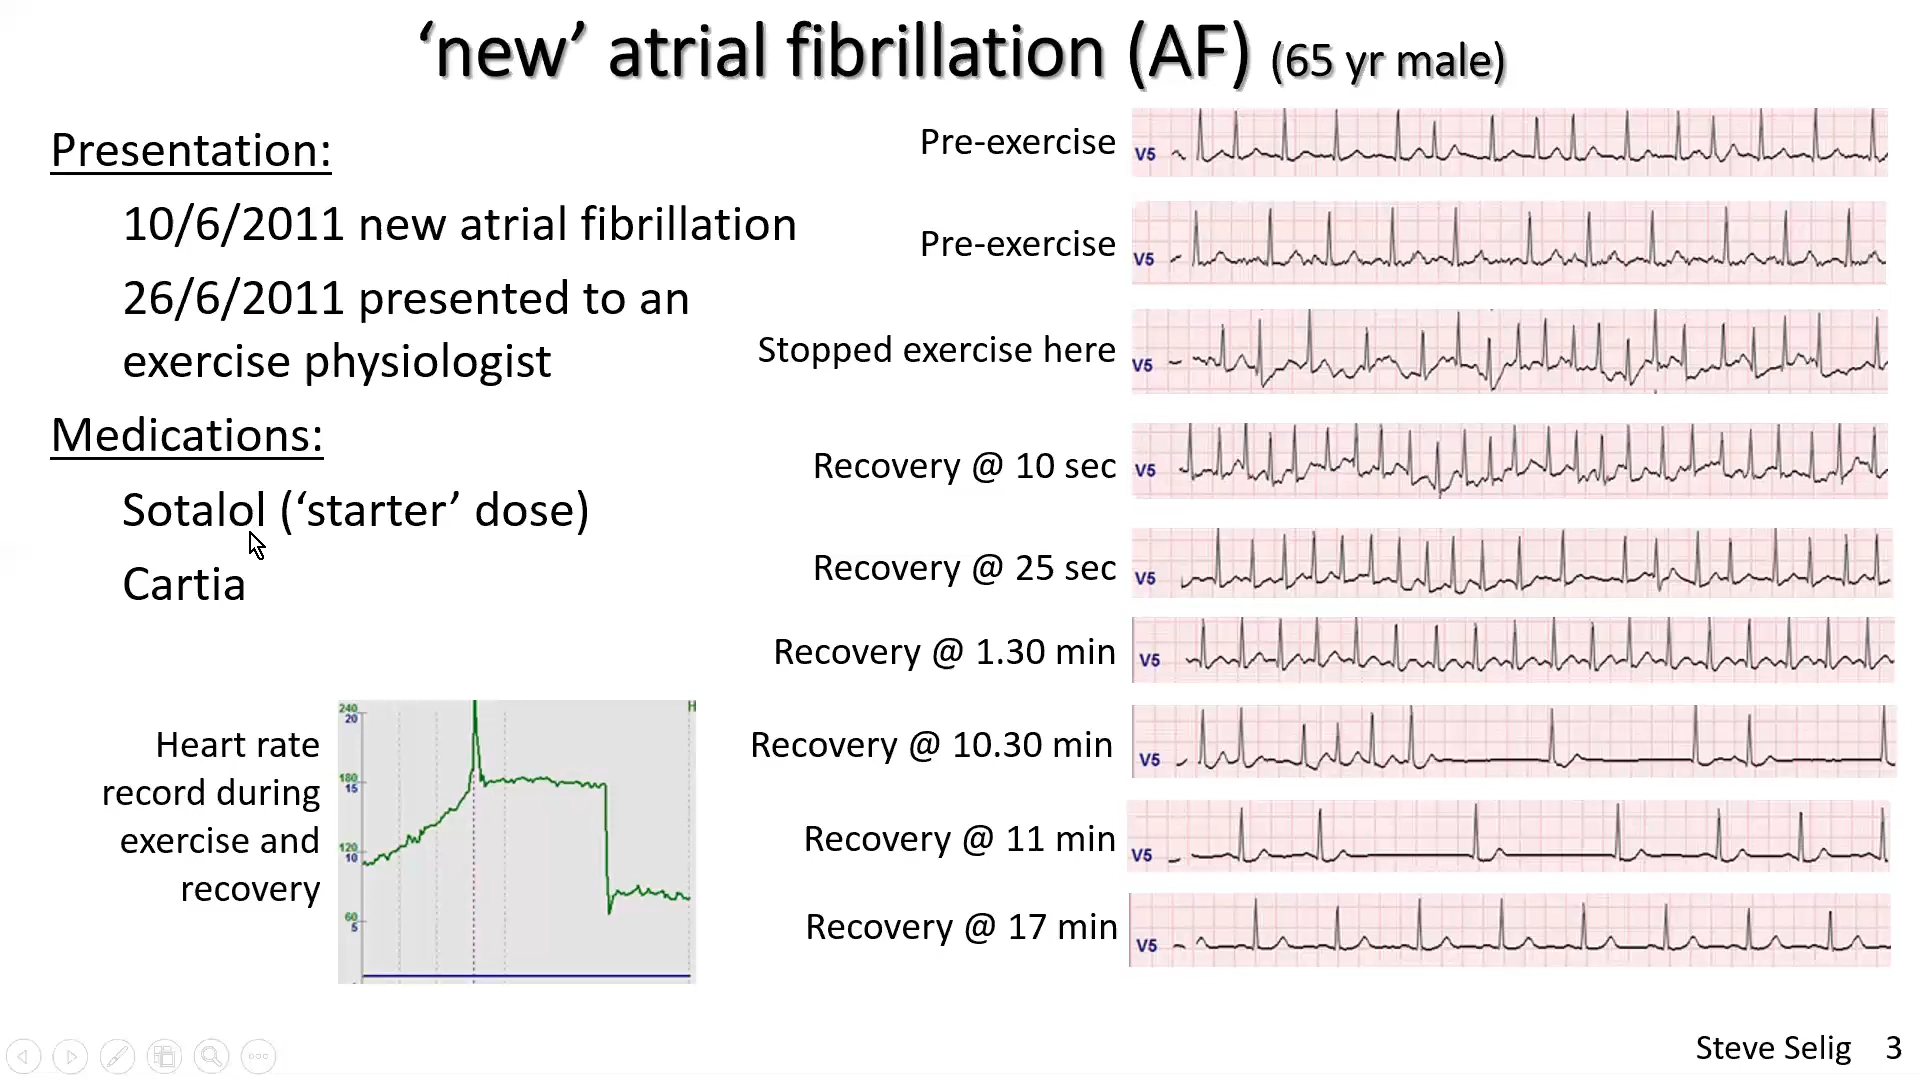 ‘new’ atrial fibrillation (AF) (65 yr male)
Presentation:
10/6/2011 new atrial fibrillation
26/6/2011 presented to an
exercise physiologist
Medications:
Sotalol (‘starter’ dose)
Cartia
Heart rate
record during
exercise and
recovery
240
20
180
15
120
10
60
5
H
Pre-exercise
V5
Pre-exercise
V5
Stopped exercise here
V5
Recovery @ 10 sec
V5
Recovery @ 25 sec
V5
Recovery @ 1.30 min
V5
Recovery @ 10.30 min
V5
Recovery @ 11 min
V5
Recovery @ 17 min
V5
Steve Selig 3